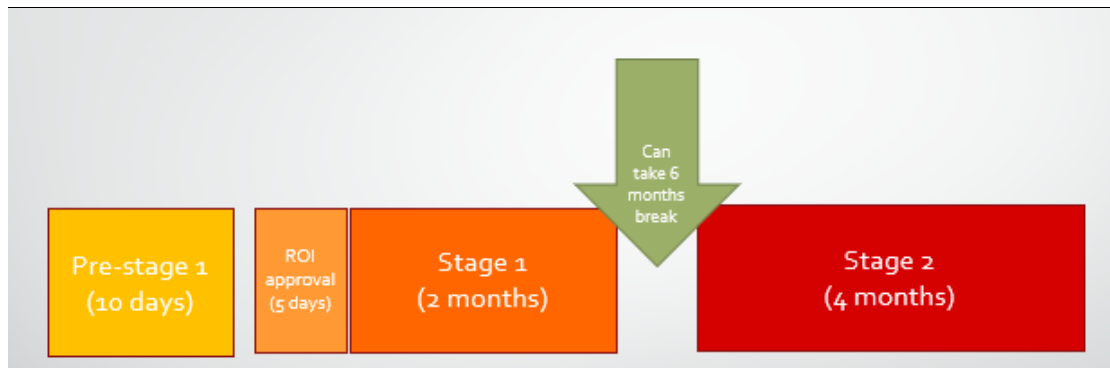 Pre-stage 1
(10 days)
ROI
approval
(5 days)
Stage 1
(2 months)
Can
take 6
months
break
Stage 2
(4 months)